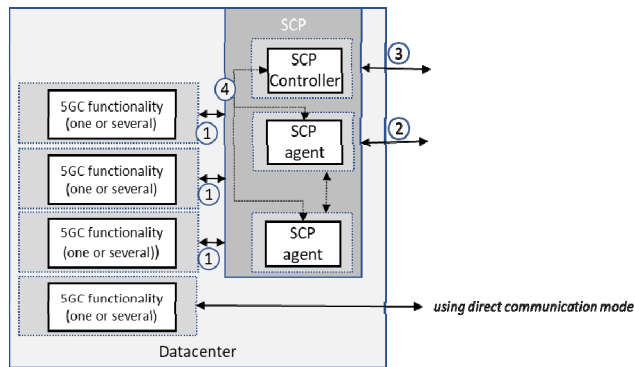 SCP
SCP
Controller
3
4
5GC functionality
(one or several)
1
SCP
agent
2
5GC functionality
(one or several)
1
5GC functionality
(one or several))
1
SCP
agent
5GC functionality
(one or several)
using direct communication mode
Datacenter